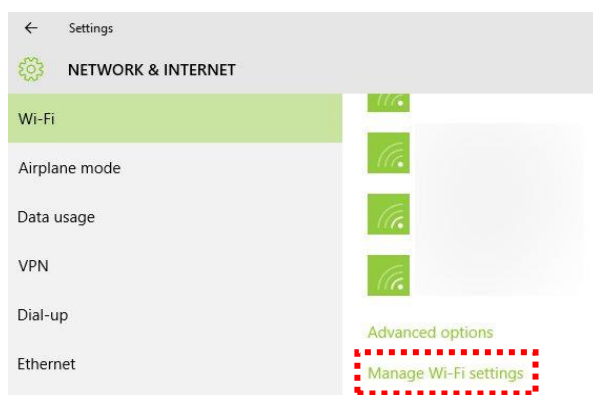 Settings
NETWORK & INTERNET
Wi-Fi
Airplane mode
Data usage
VPN
Dial-up
Ethernet
Advanced options
Manage Wi-Fi settings